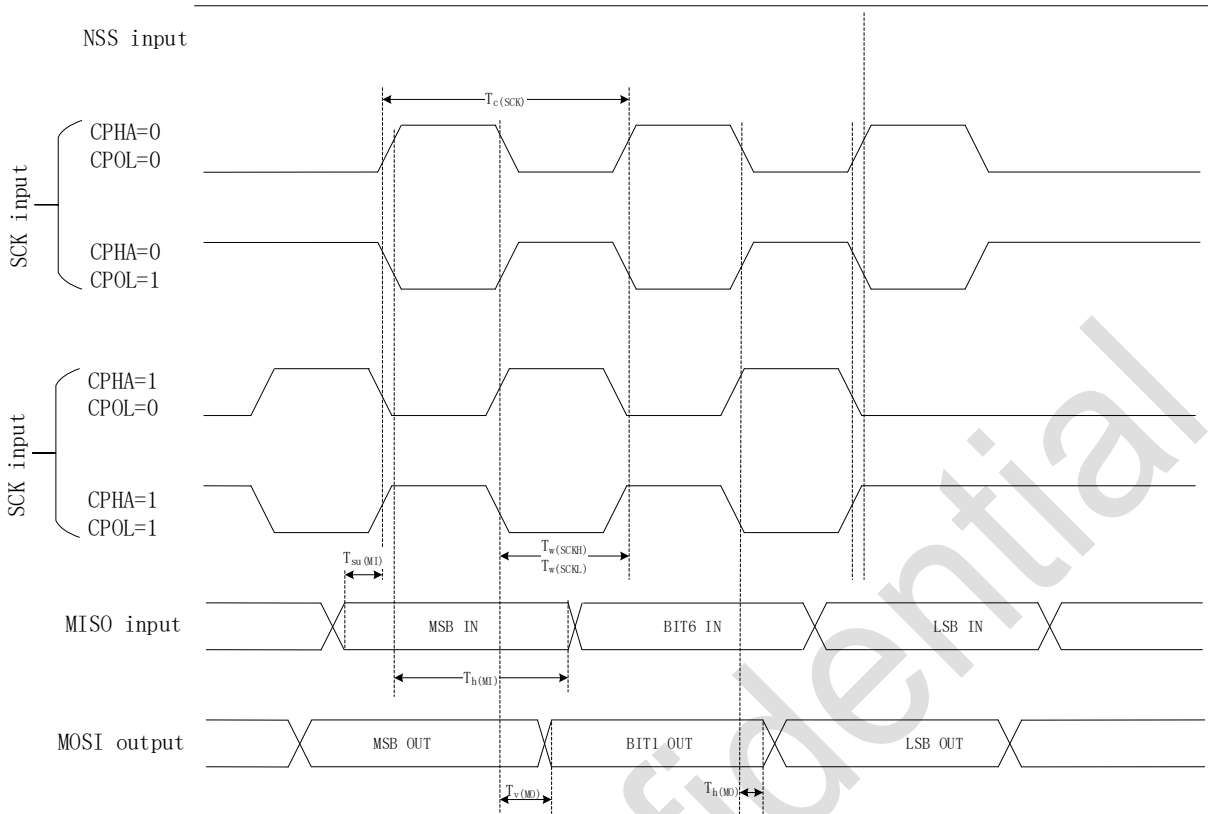 NSS input
Tc(SCK)
SCK input
CPHA=0
CPOL=0
CPHA=0
CPOL=1
SCK input
CPHA=1
CPOL=0
CPHA=1
CPOL=1
Tsu(MI)
Tw(SCKH)
Tw(SCKL)
MISO input
MSB IN
BIT6 IN
LSB IN
Th(MI)
MOSI output
MSB OUT
BIT1 OUT
LSB OUT
Tv(MO)
Th(MO)
fidential